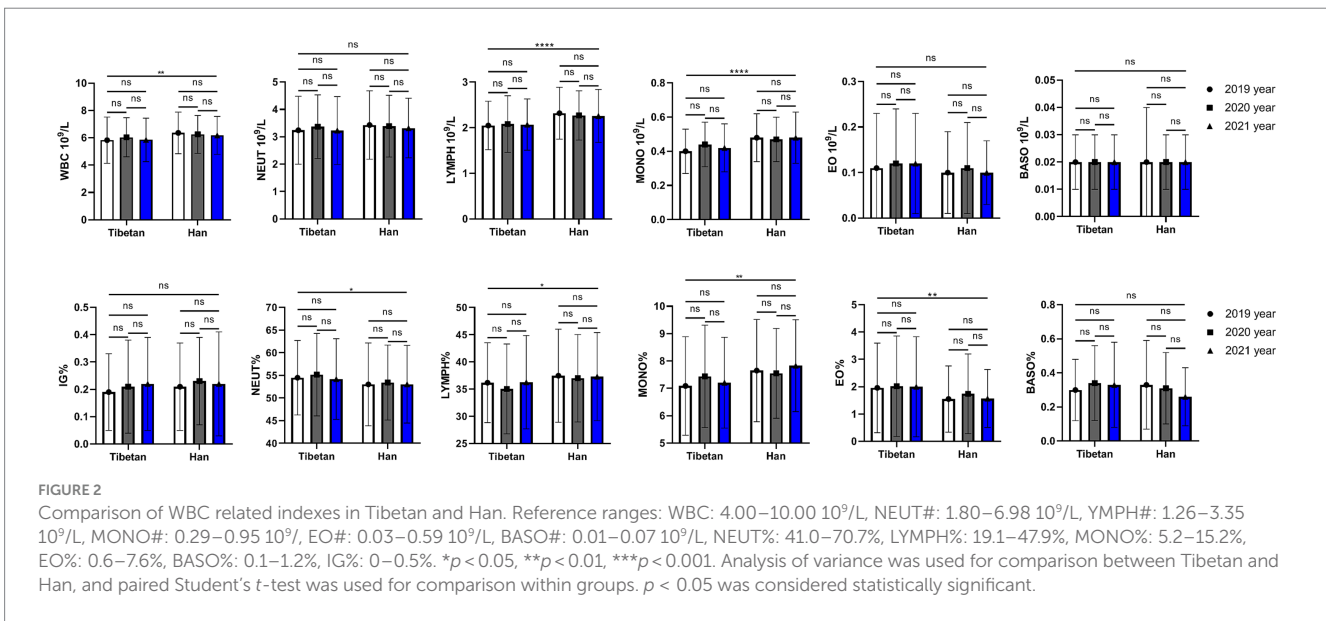 **
ns ns
ns ns ns ns
WBC 10⁹/L
10
8
6
4
2
0
Tibetan Han
ns
ns ns
ns ns ns ns
NEUT 10⁹/L
5
4
3
2
1
0
Tibetan Han
****
ns ns
ns ns ns ns
LYMPH 10⁹/L
3
2
1
0
Tibetan Han
****
ns ns
ns ns ns ns
MONO 10⁹/L
0.8
0.6
0.4
0.2
0.0
Tibetan Han
ns
ns ns
ns ns ns ns
EO 10⁹/L
0.3
0.2
0.1
0.0
Tibetan Han
ns
ns ns
ns ns ns ns
BASO 10⁹/L
0.05
0.04
0.03
0.02
0.01
0.00
Tibetan Han
2019 year
2020 year
2021 year
ns
ns ns
ns ns ns ns
IG%
0.5
0.4
0.3
0.2
0.1
0.0
Tibetan Han
*
ns ns
ns ns ns ns
NEUT%
70
65
60
55
50
45
40
Tibetan Han
*
ns ns
ns ns ns ns
LYMPH%
50
45
40
35
30
25
Tibetan Han
**
ns ns
ns ns ns ns
MONO%
10
9
8
7
6
5
Tibetan Han
**
ns ns
ns ns ns ns
EO%
5
4
3
2
1
0
Tibetan Han
ns
ns ns
ns ns ns ns
BASO%
0.8
0.6
0.4
0.2
0.0
Tibetan Han
2019 year
2020 year
2021 year
FIGURE 2
Comparison of WBC related indexes in Tibetan and Han. Reference ranges: WBC: 4.00–10.00 10⁹/L, NEUT#: 1.80–6.98 10⁹/L, YMPH#: 1.26–3.35
10⁹/L, MONO#: 0.29–0.95 10⁹/, EO#: 0.03–0.59 10⁹/L, BASO#: 0.01–0.07 10⁹/L, NEUT%: 41.0–70.7%, LYMPH%: 19.1–47.9%, MONO%: 5.2–15.2%,
EO%: 0.6–7.6%, BASO%: 0.1–1.2%, IG%: 0–0.5%. *p < 0.05, **p < 0.01, ***p < 0.001. Analysis of variance was used for comparison between Tibetan and
Han, and paired Student's t-test was used for comparison within groups. p < 0.05 was considered statistically significant.